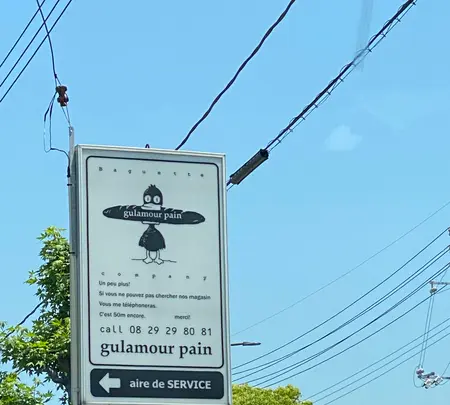 Baguette
gulamour pain
company
Un peu plus!
Si vous ne pouvez pas chercher nos magasin
Vous me téléphoneras.
C'est 50m encore. merci!
call 08 29 29 80 81
gulamour pain
aire de SERVICE